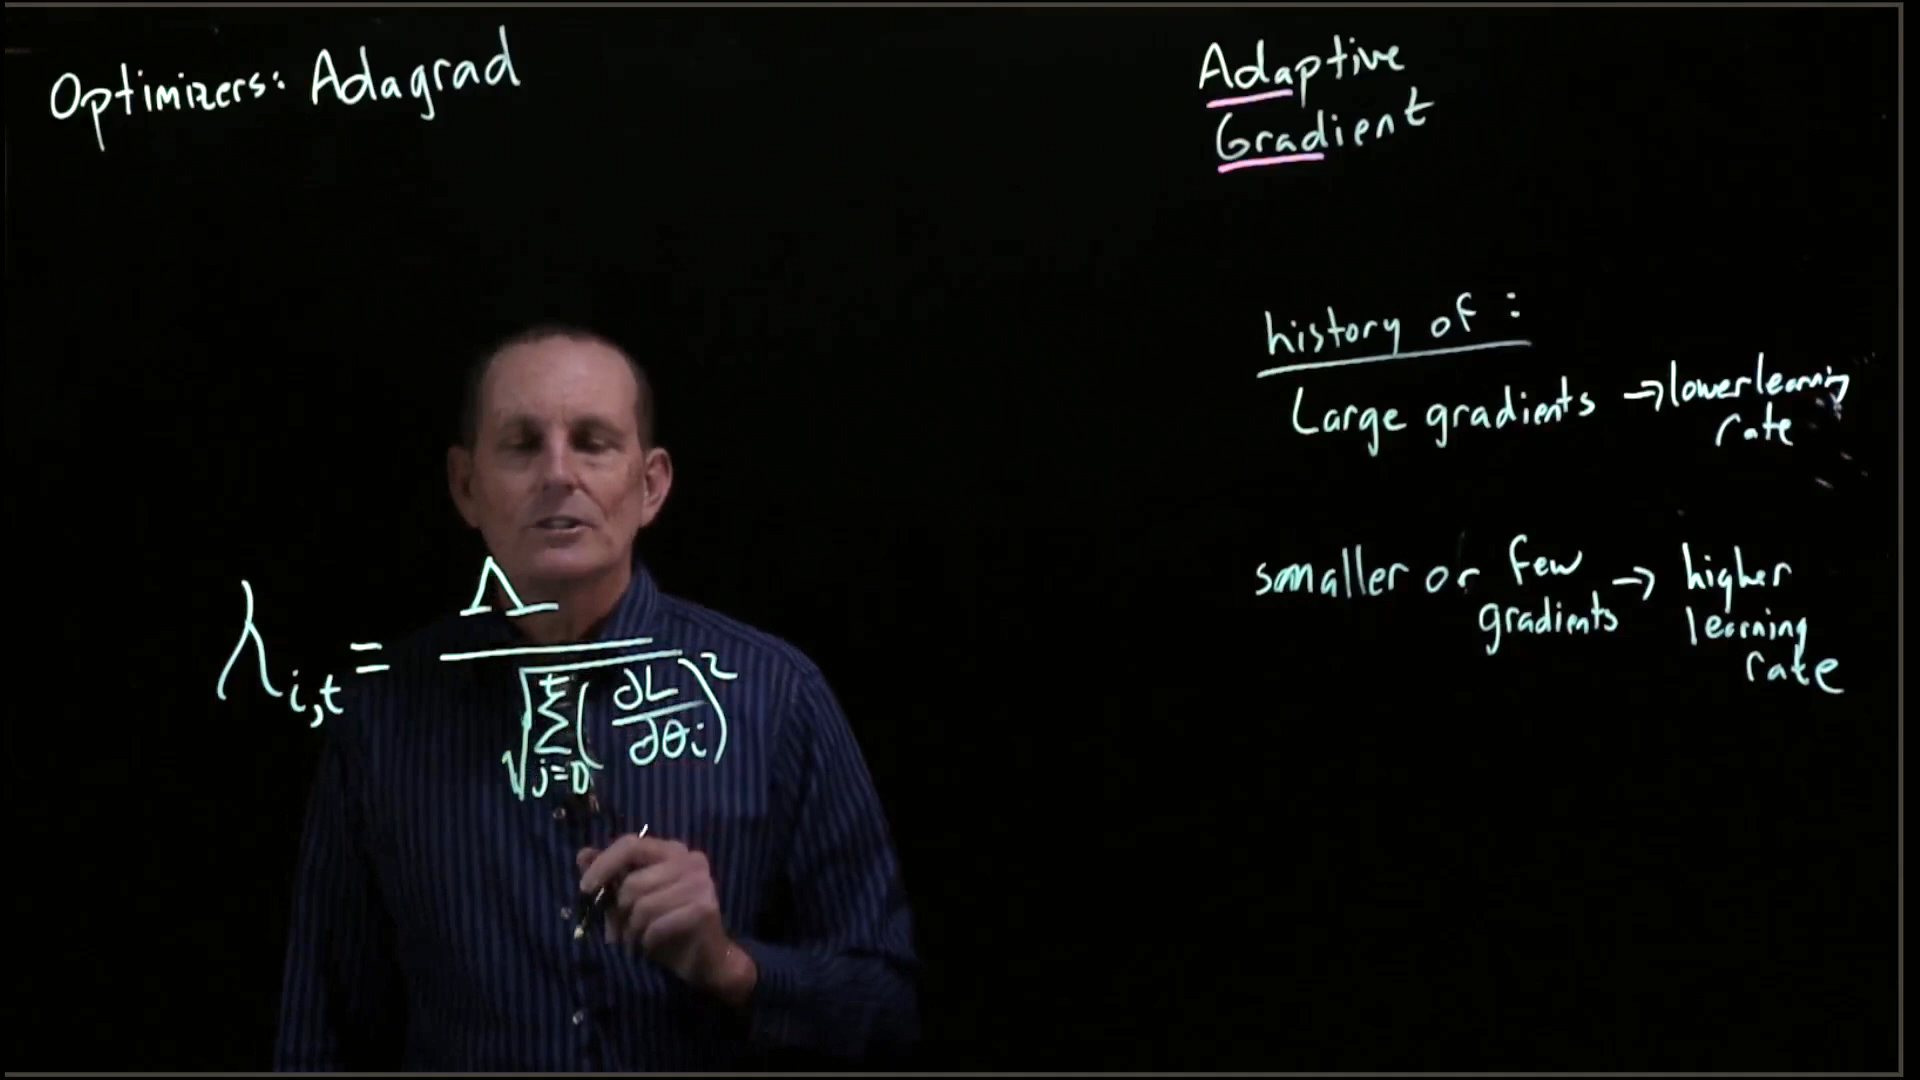 Optimizers: Adagrad
Adaptive
Gradient
history of :
Large gradients → lower learning
rate
smaller or few
gradients → higher
learning
rate
λi,t = Λ / √(∑j=0^t (∂L/∂θi)²)